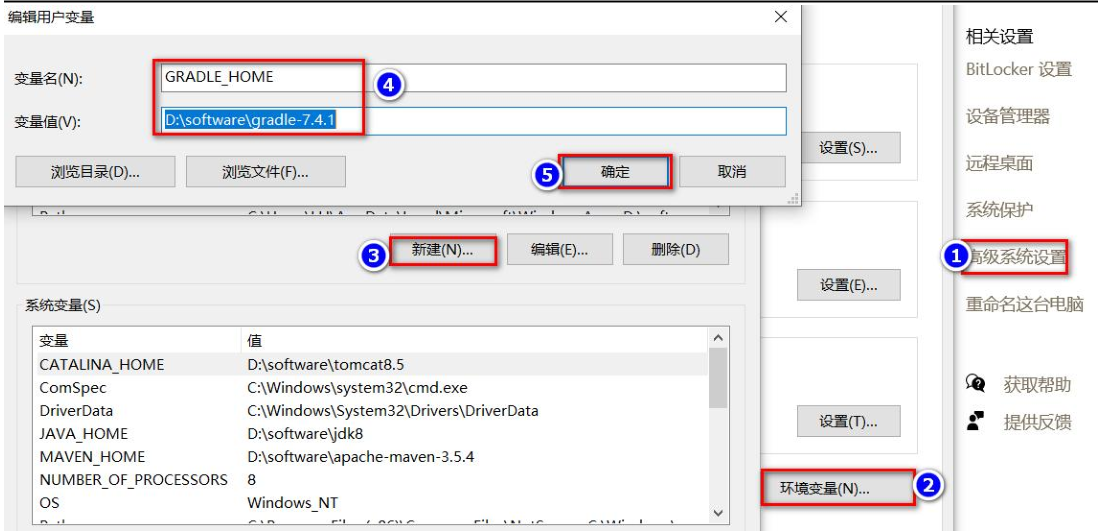 编辑用户变量
变量名(N):
GRADLE_HOME
4
变量值(V):
D:\software\gradle-7.4.1
浏览目录(D)...
浏览文件(F)...
5
确定
取消
3
新建(N)...
编辑(E)...
删除(D)
系统变量(S)
变量 值
CATALINA_HOME D:\software\tomcat8.5
ComSpec C:\Windows\system32\cmd.exe
DriverData C:\Windows\System32\Drivers\DriverData
JAVA_HOME D:\software\jdk8
MAVEN_HOME D:\software\apache-maven-3.5.4
NUMBER_OF_PROCESSORS 8
OS Windows_NT
设置(S)...
设置(E)...
设置(T)...
环境变量(N)...
2
相关设置
BitLocker 设置
设备管理器
远程桌面
系统保护
1
高级系统设置
重命名这台电脑
获取帮助
提供反馈